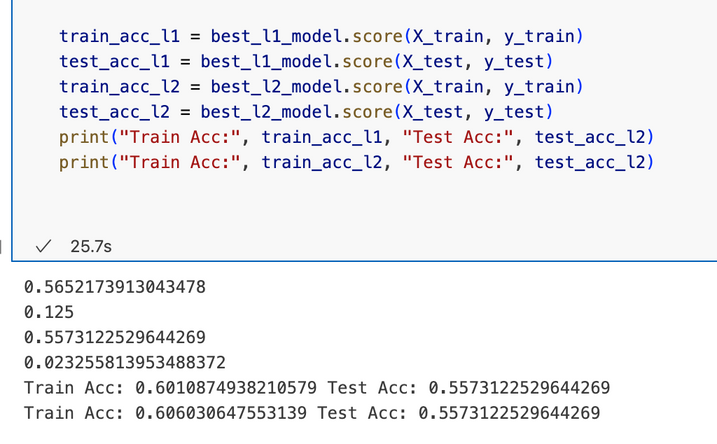 train_acc_l1 = best_l1_model.score(X_train, y_train)
test_acc_l1 = best_l1_model.score(X_test, y_test)
train_acc_l2 = best_l2_model.score(X_train, y_train)
test_acc_l2 = best_l2_model.score(X_test, y_test)
print("Train Acc:", train_acc_l1, "Test Acc:", test_acc_l2)
print("Train Acc:", train_acc_l2, "Test Acc:", test_acc_l2)
✓ 25.7s
0.5652173913043478
0.125
0.5573122529644269
0.023255813953488372
Train Acc: 0.6010874938210579 Test Acc: 0.5573122529644269
Train Acc: 0.606030647553139 Test Acc: 0.5573122529644269